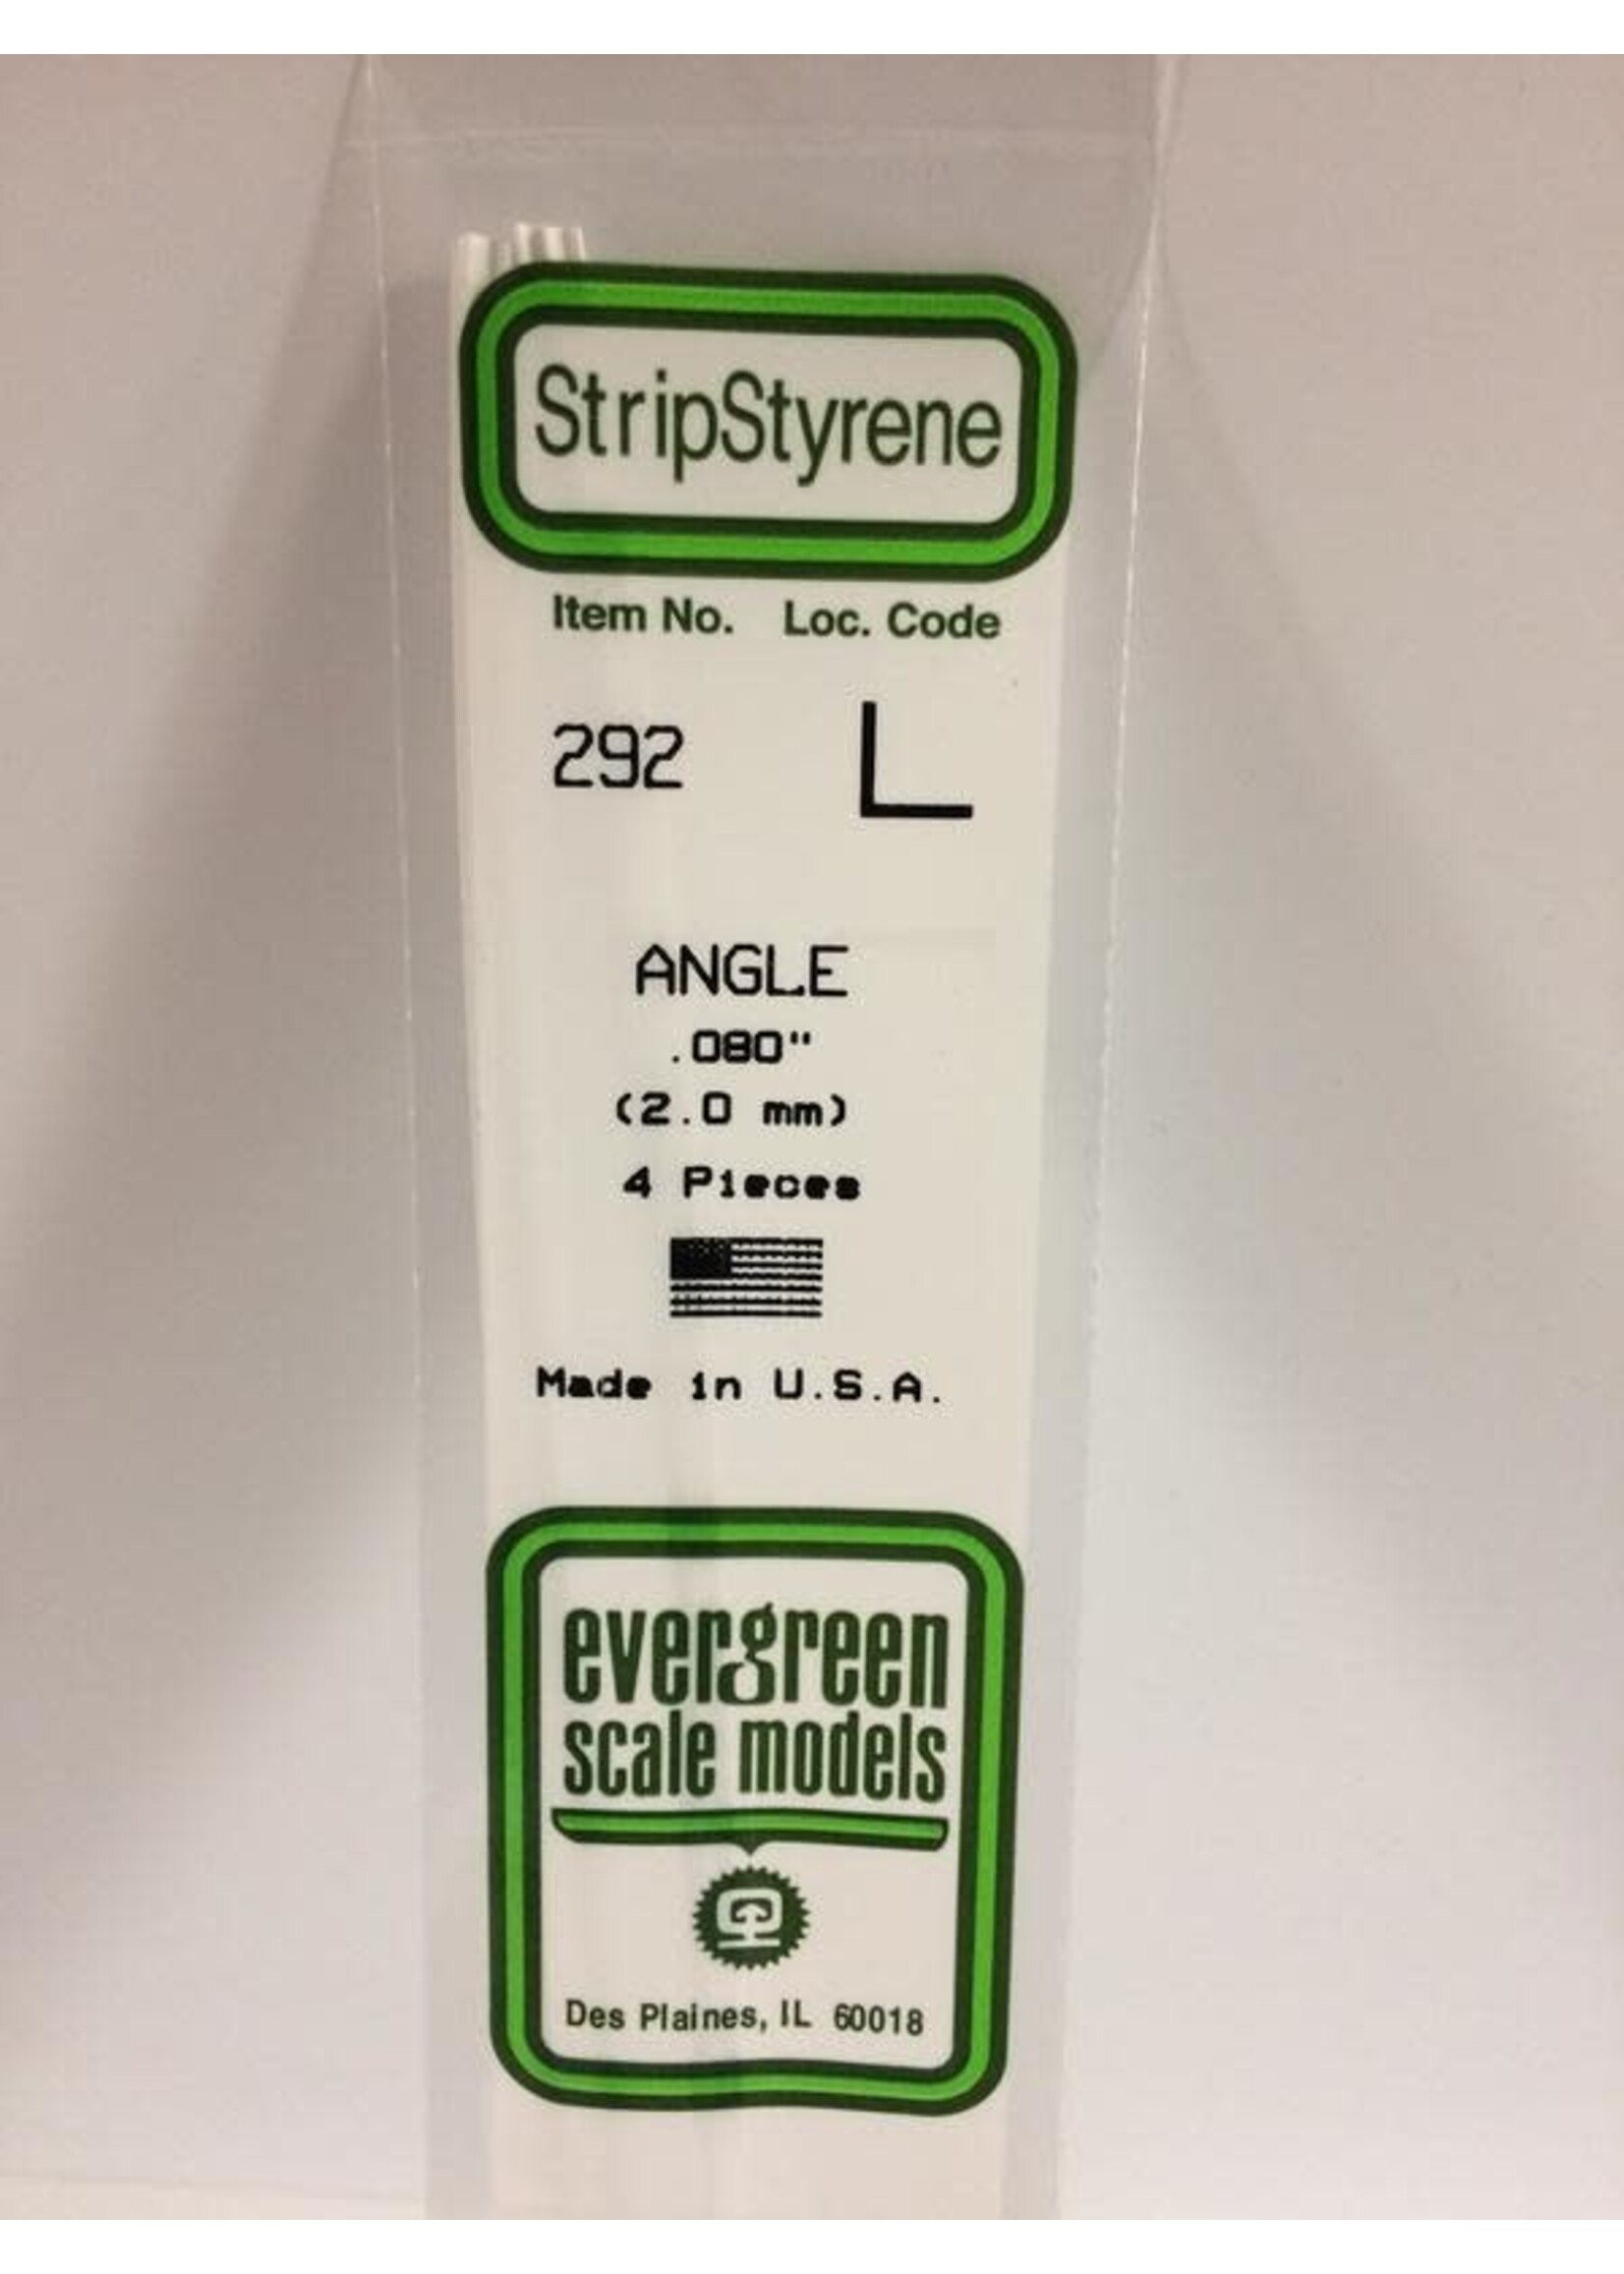 StripStyrene
Item No. Loc. Code
292 L
ANGLE
.080"
(2.0 mm)
4 Pieces
Made in U.S.A.
evergreen
scale models
Des Plaines, IL 60018